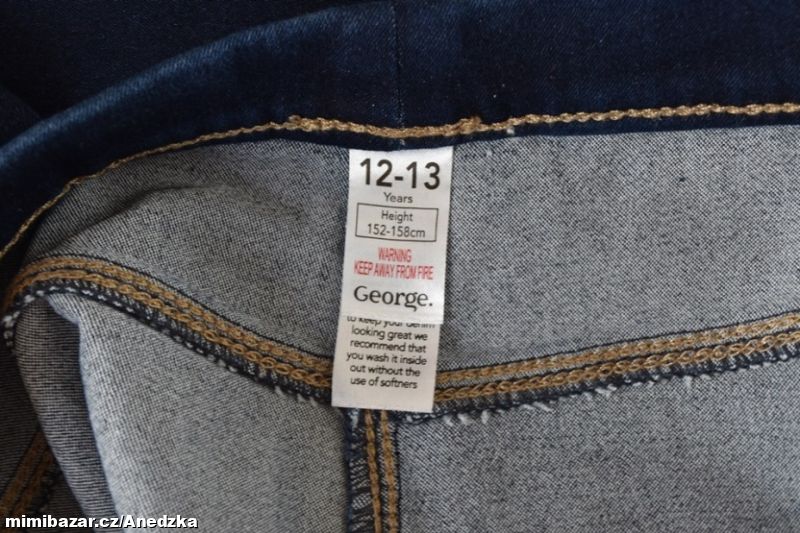 12-13
Years
Height
152-158cm
WARNING
KEEP AWAY FROM FIRE
George.
to keep your denim
looking great we
recommend that
you wash it inside
out without the
use of softners
mimibazar.cz/Anedzka